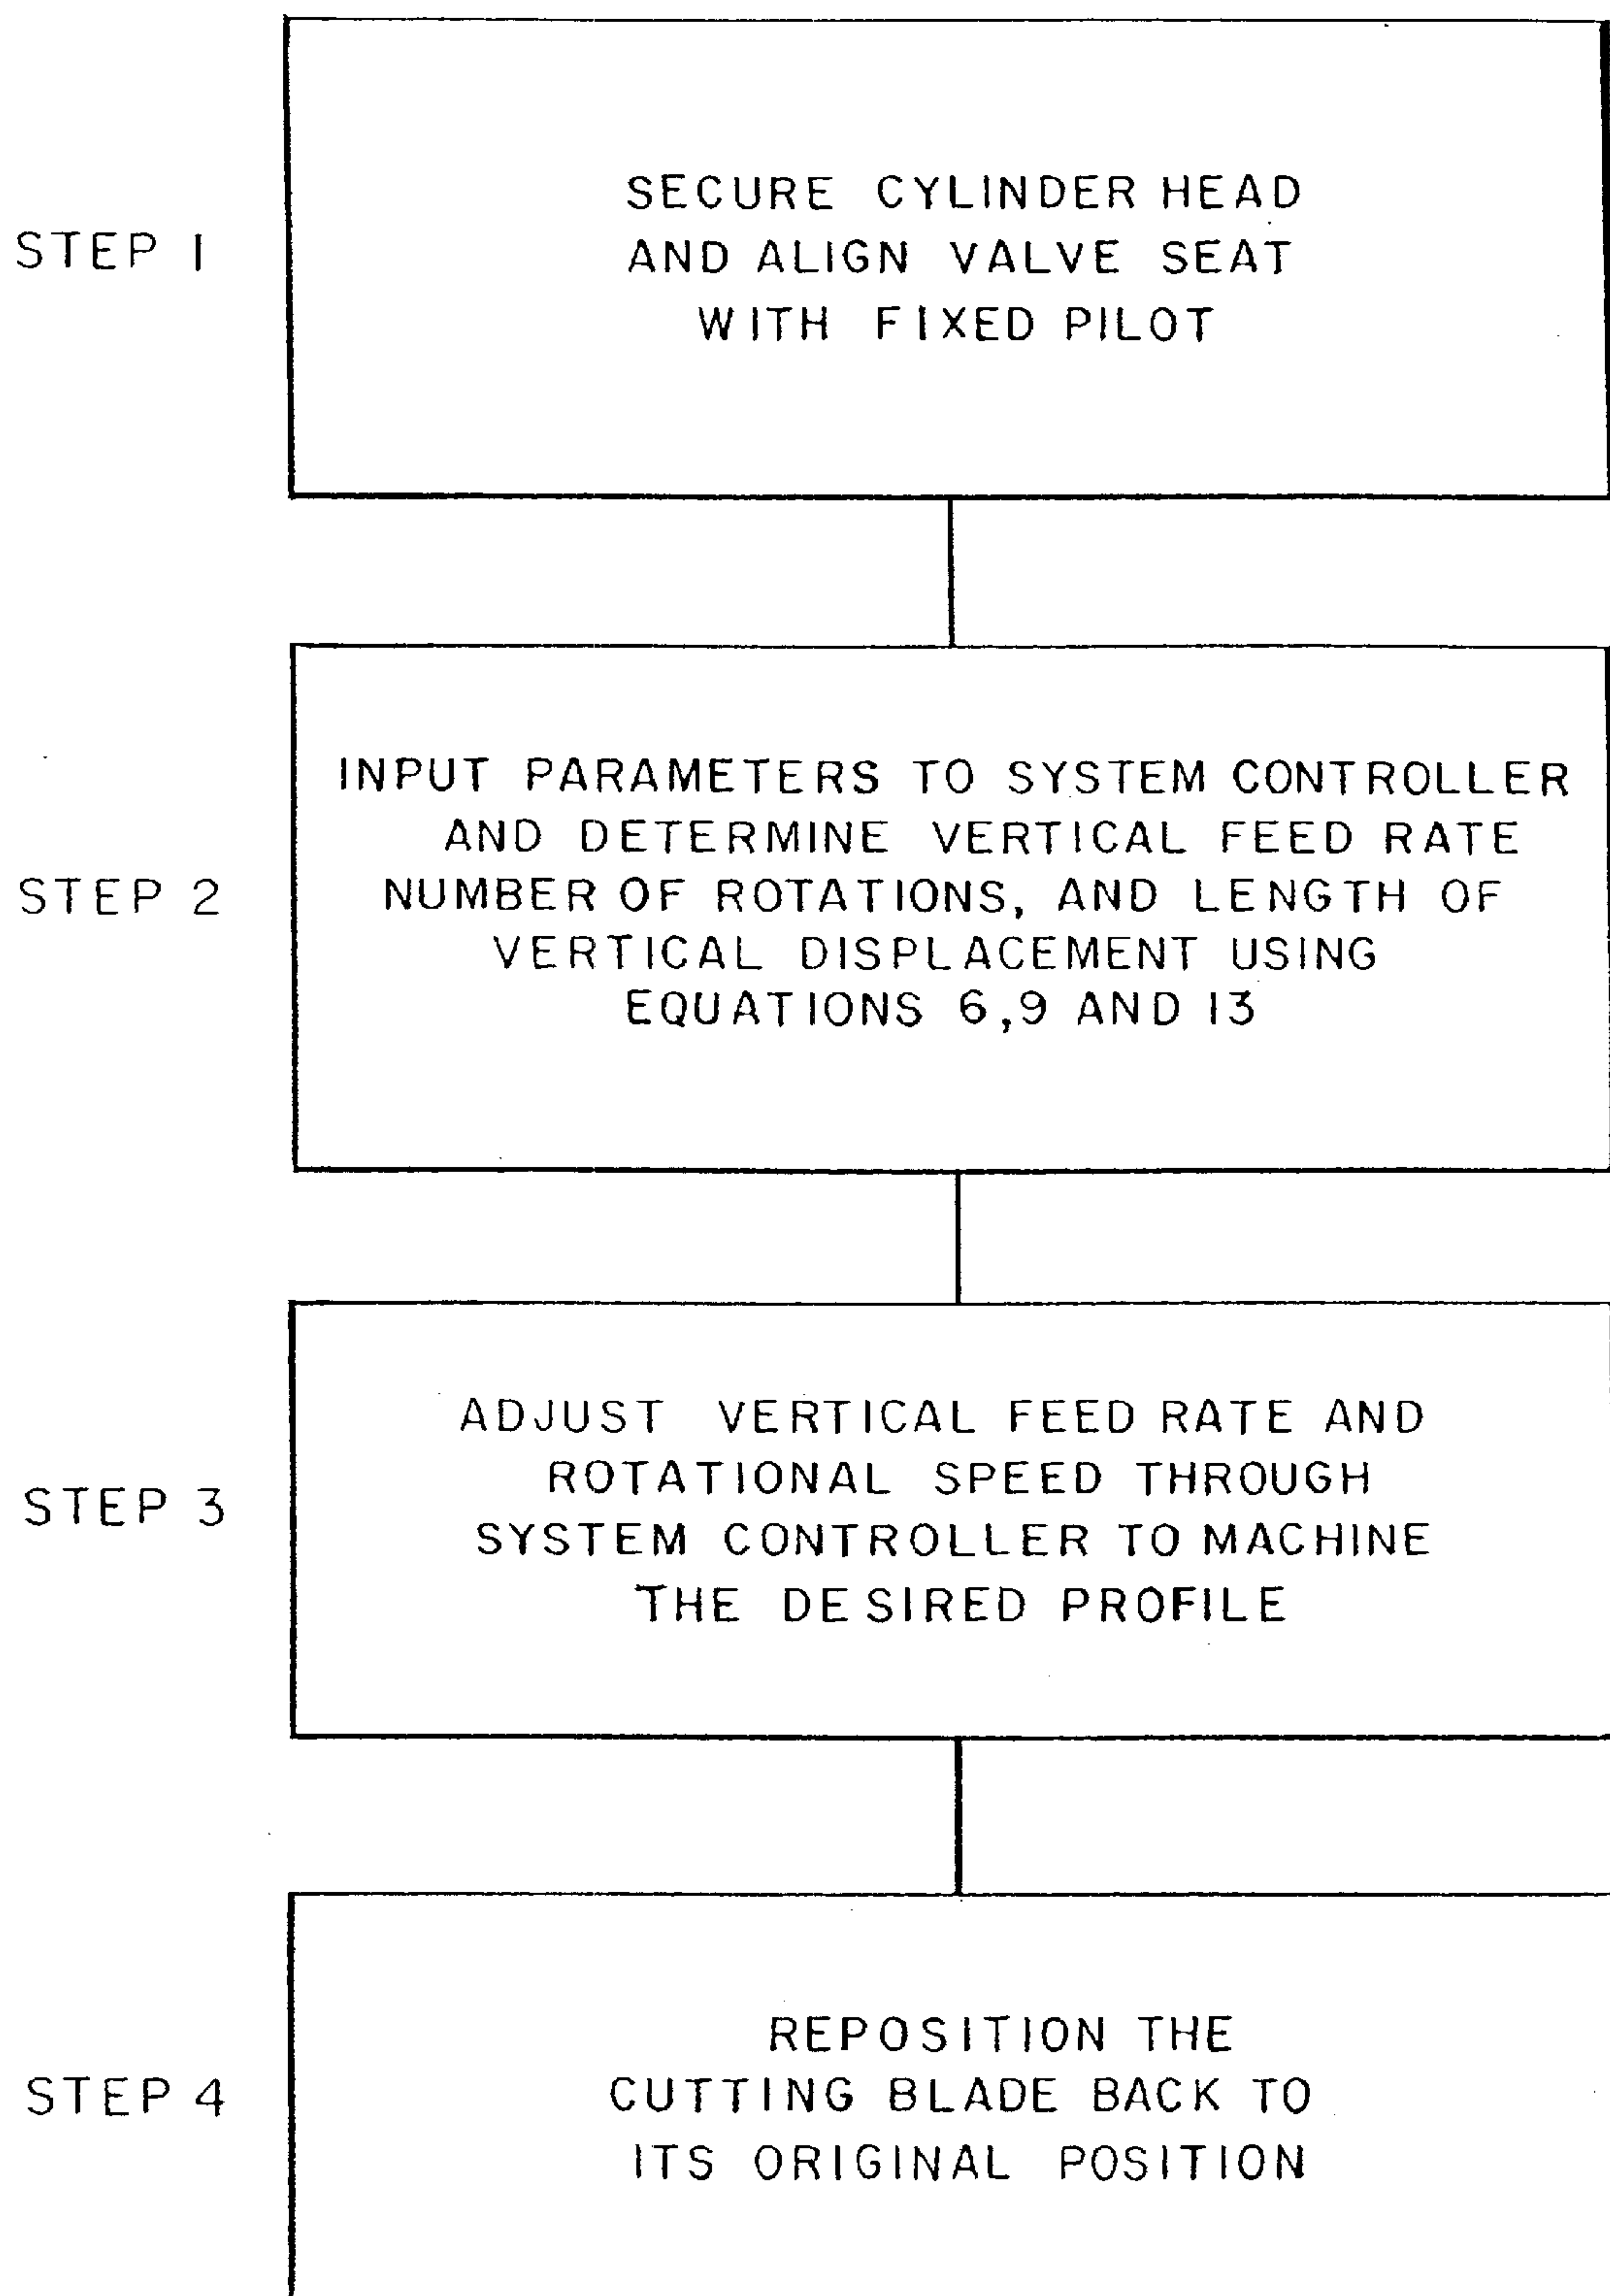 STEP 1
SECURE CYLINDER HEAD
AND ALIGN VALVE SEAT
WITH FIXED PILOT
STEP 2
INPUT PARAMETERS TO SYSTEM CONTROLLER
AND DETERMINE VERTICAL FEED RATE
NUMBER OF ROTATIONS, AND LENGTH OF
VERTICAL DISPLACEMENT USING
EQUATIONS 6,9 AND 13
STEP 3
ADJUST VERTICAL FEED RATE AND
ROTATIONAL SPEED THROUGH
SYSTEM CONTROLLER TO MACHINE
THE DESIRED PROFILE
STEP 4
REPOSITION THE
CUTTING BLADE BACK TO
ITS ORIGINAL POSITION